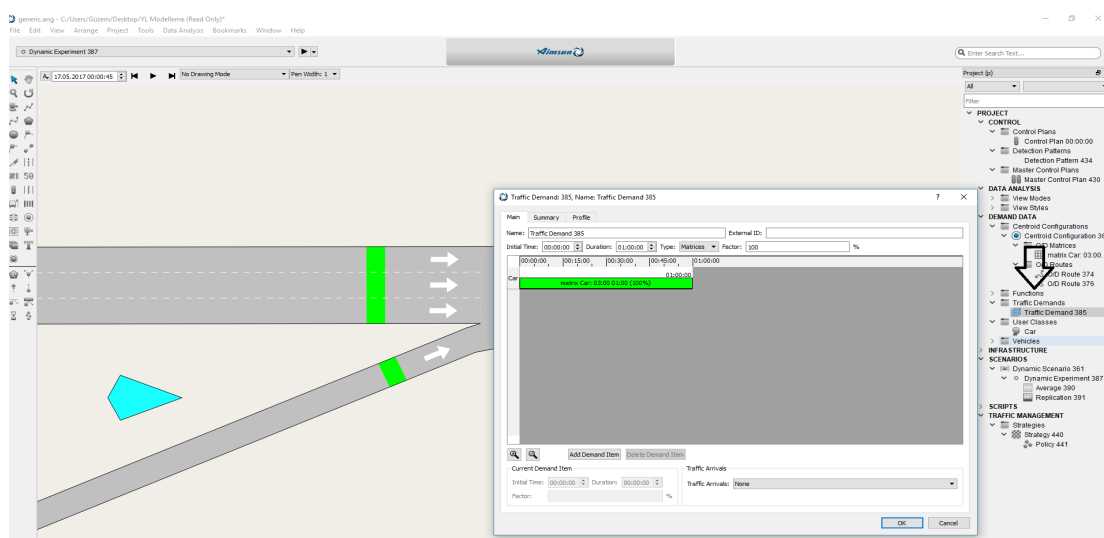 generic.ang - C:/Users/Güzem/Desktop/YL Modelleme (Read Only)*
File Edit View Arrange Project Tools Data Analysis Bookmarks Window Help
Dynamic Experiment 387
Aimsun
Enter Search Text...
17.05.2017 00:00:45
No Drawing Mode
Pen Width: 1
Project (p)
All
Filter
PROJECT
CONTROL
Control Plans
Control Plan 00:00:00
Detection Patterns
Detection Pattern 434
Master Control Plans
Master Control Plan 430
DATA ANALYSIS
View Modes
View Styles
DEMAND DATA
Centroid Configurations
Centroid Configuration 36
O/D Matrices
matrix Car: 03:00.
O/D Routes
O/D Route 374
O/D Route 376
Functions
Traffic Demands
Traffic Demand 385
User Classes
Car
Vehicles
INFRASTRUCTURE
SCENARIOS
Dynamic Scenario 361
Dynamic Experiment 387
Average 390
Replication 391
SCRIPTS
TRAFFIC MANAGEMENT
Strategies
Strategy 440
Policy 441
Traffic Demand: 385, Name: Traffic Demand 385
? X
Main Summary Profile
Name: Traffic Demand 385 External ID:
Initial Time: 00:00:00 Duration: 01:00:00 Type: Matrices Factor: 100 %
00:00:00 00:15:00 00:30:00 00:45:00 01:00:00
Car
01:00:00
matrix Car: 03:00 01:00 (100%)
Add Demand Item Delete Demand Item
Current Demand Item
Initial Time: 00:00:00 Duration: 00:00:00
Factor: %
Traffic Arrivals
Traffic Arrivals: None
OK Cancel